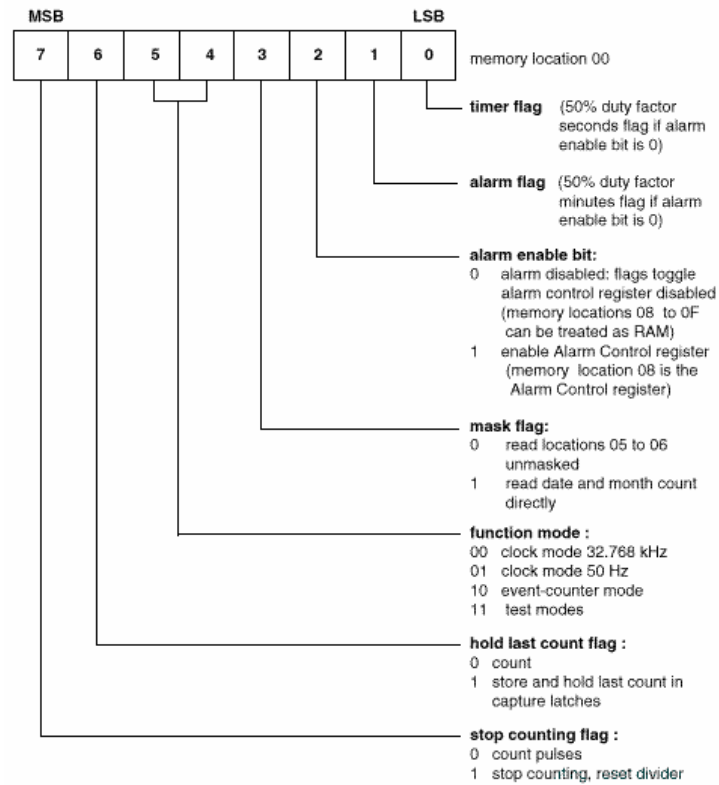 MSB LSB
7 6 5 4 3 2 1 0
memory location 00
timer flag (50% duty factor
seconds flag if alarm
enable bit is 0)
alarm flag (50% duty factor
minutes flag if alarm
enable bit is 0)
alarm enable bit:
0 alarm disabled: flags toggle
alarm control register disabled
(memory locations 08 to 0F
can be treated as RAM)
1 enable Alarm Control register
(memory location 08 is the
Alarm Control register)
mask flag:
0 read locations 05 to 06
unmasked
1 read date and month count
directly
function mode :
00 clock mode 32.768 kHz
01 clock mode 50 Hz
10 event-counter mode
11 test modes
hold last count flag :
0 count
1 store and hold last count in
capture latches
stop counting flag :
0 count pulses
1 stop counting, reset divider